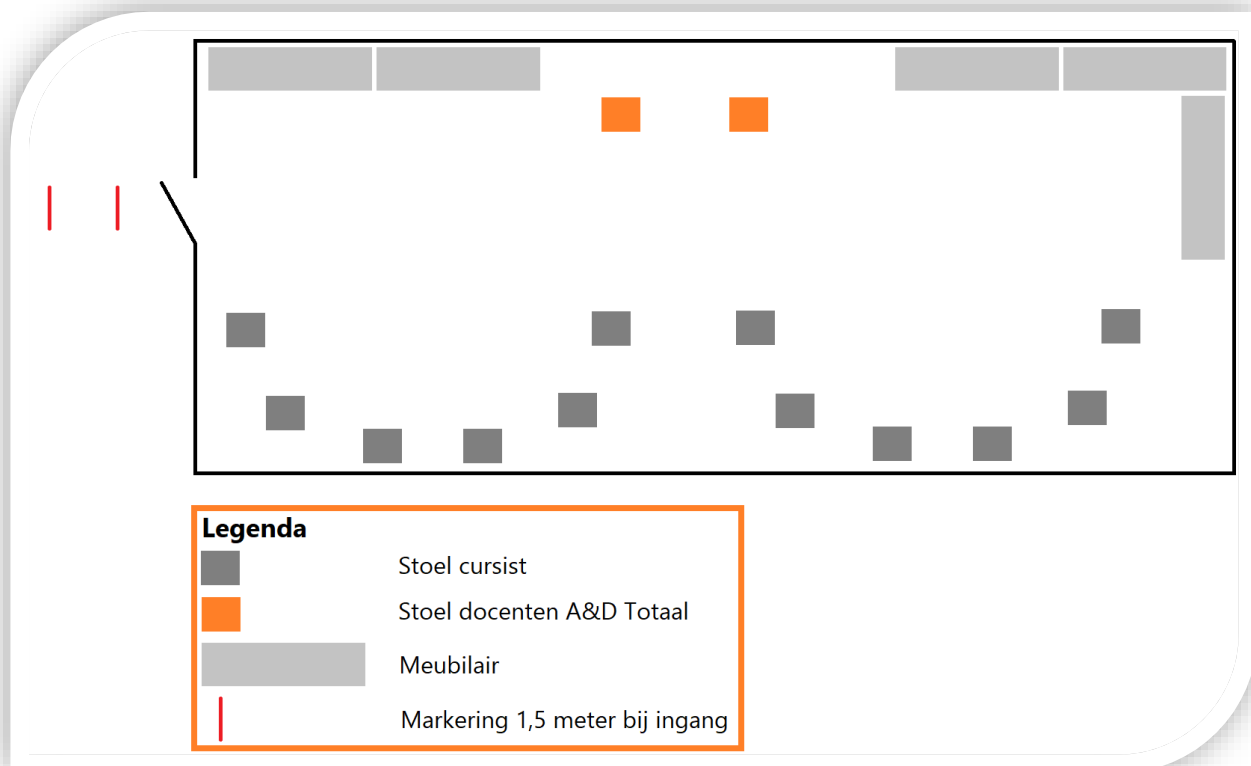 Legenda
Stoel cursist
Stoel docenten A&D Totaal
Meubilair
Markering 1,5 meter bij ingang